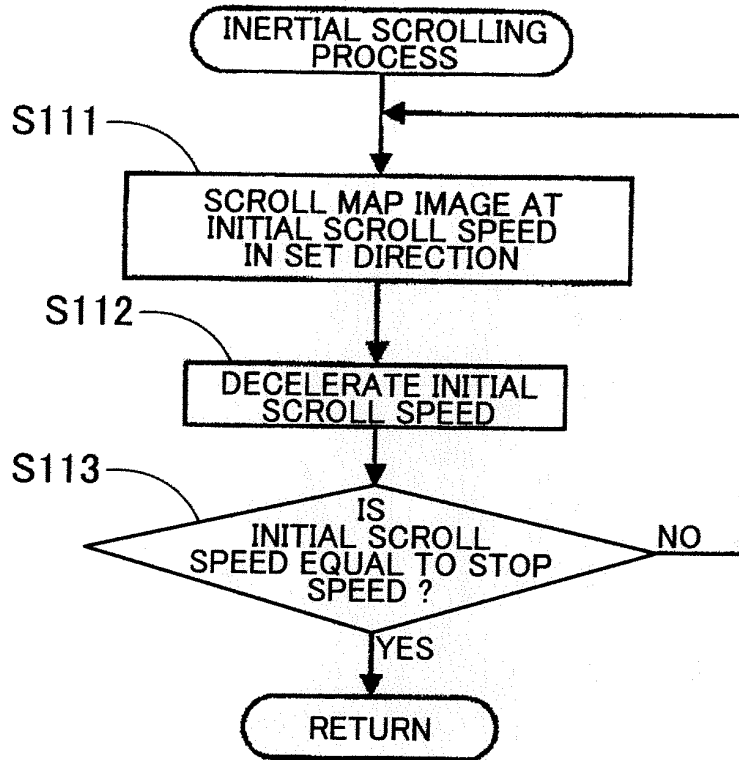 INERTIAL SCROLLING
PROCESS
S111
SCROLL MAP IMAGE AT
INITIAL SCROLL SPEED
IN SET DIRECTION
S112
DECELERATE INITIAL
SCROLL SPEED
S113
IS
INITIAL SCROLL
SPEED EQUAL TO STOP
SPEED ?
NO
YES
RETURN